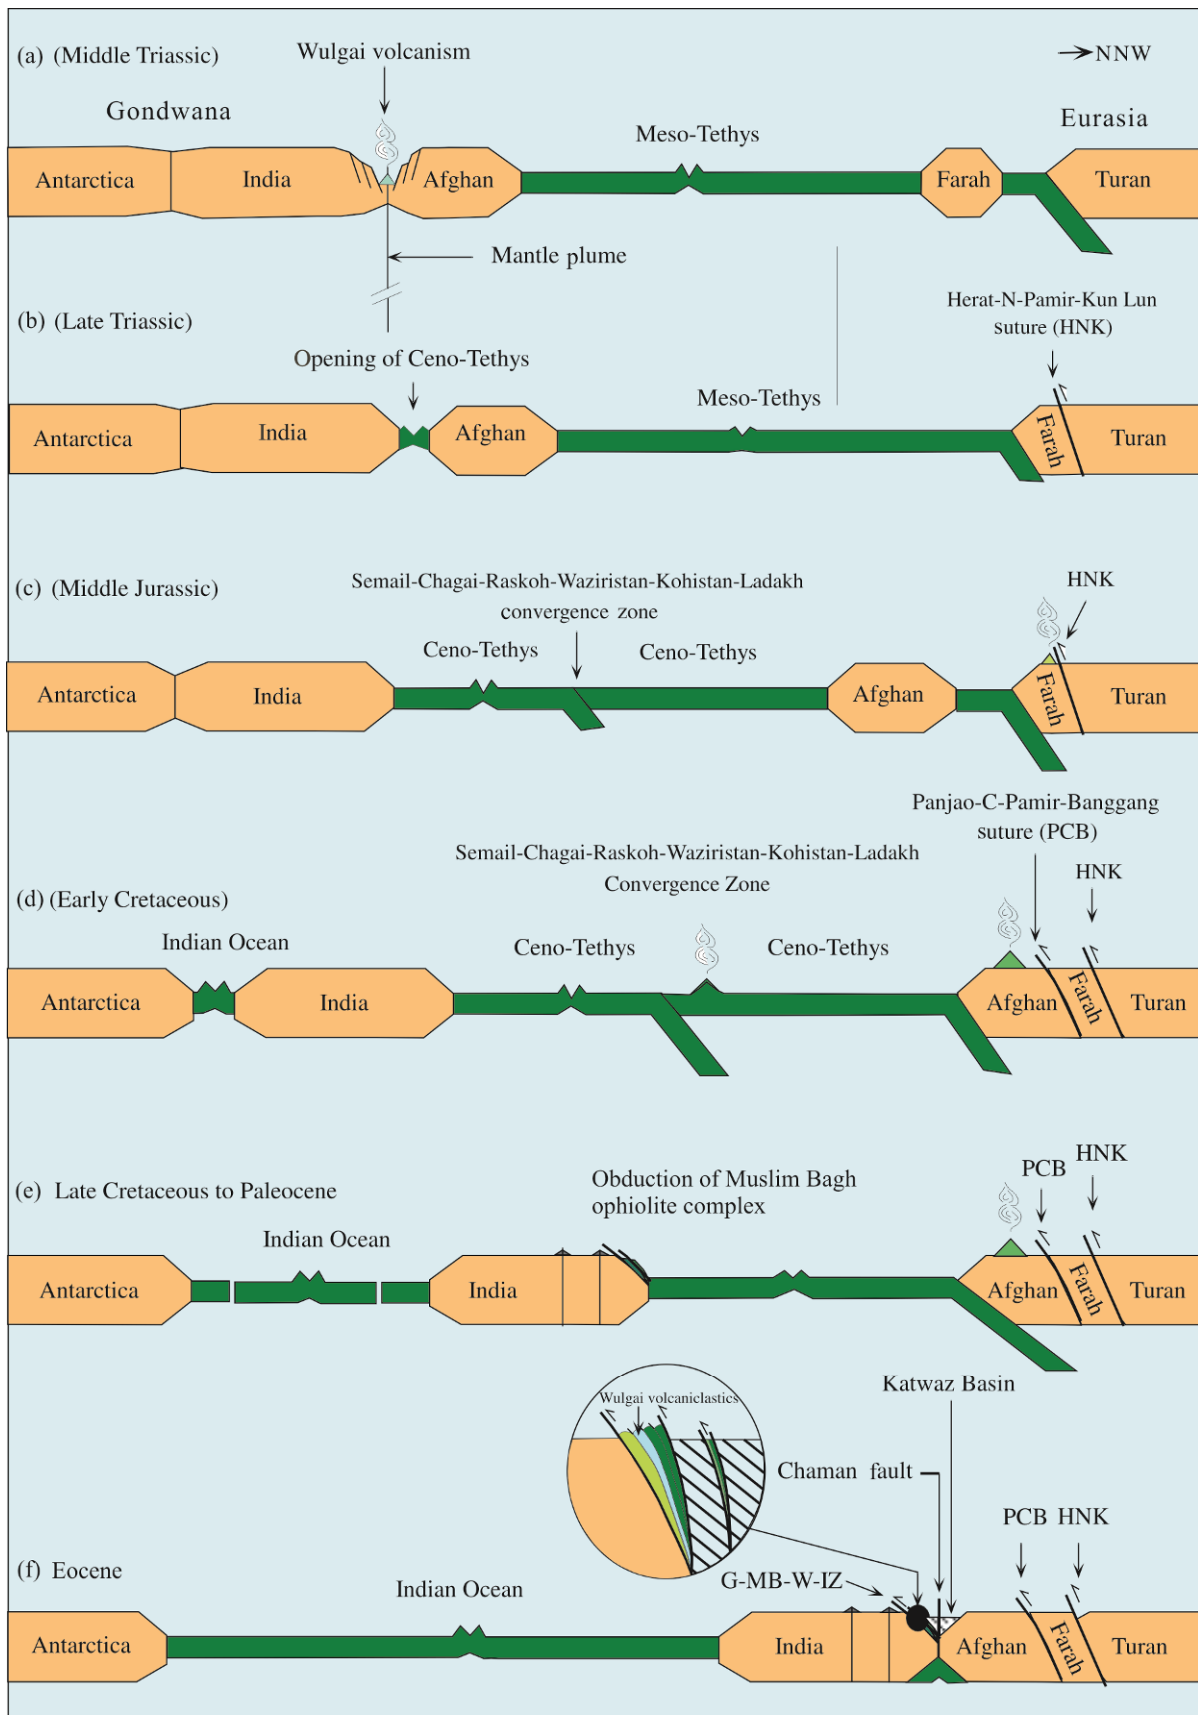 (a) (Middle Triassic)
Wulgai volcanism
NNW
Gondwana
Meso-Tethys
Eurasia
Antarctica
India
Afghan
Farah
Turan
Mantle plume
(b) (Late Triassic)
Herat-N-Pamir-Kun Lun
suture (HNK)
Opening of Ceno-Tethys
Meso-Tethys
Antarctica
India
Afghan
Farah
Turan
(c) (Middle Jurassic)
Semail-Chagai-Raskoh-Waziristan-Kohistan-Ladakh
convergence zone
HNK
Ceno-Tethys
Ceno-Tethys
Antarctica
India
Afghan
Farah
Turan
Panjao-C-Pamir-Banggang
suture (PCB)
Semail-Chagai-Raskoh-Waziristan-Kohistan-Ladakh
Convergence Zone
HNK
(d) (Early Cretaceous)
Indian Ocean
Ceno-Tethys
Ceno-Tethys
Antarctica
India
Afghan
Farah
Turan
(e) Late Cretaceous to Paleocene
Obduction of Muslim Bagh
ophiolite complex
PCB
HNK
Indian Ocean
Antarctica
India
Afghan
Farah
Turan
Katwaz Basin
Wulgai volcaniclastics
Chaman fault
PCB
HNK
(f) Eocene
G-MB-W-IZ
Indian Ocean
Antarctica
India
Afghan
Farah
Turan